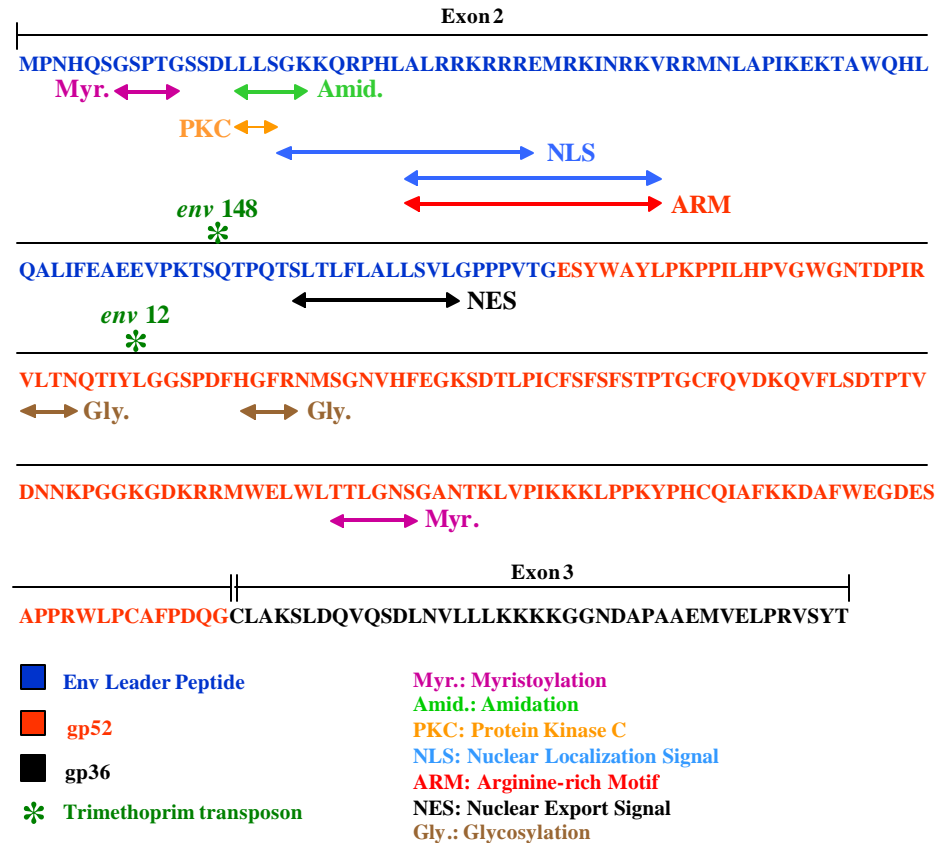 Exon 2
MPNHQSGSPTGSSDLLLSGKKQRPHLALRRKRRREMRKINRKVRRMNLAPIKEKTAWQHL
Myr.
Amid.
PKC
NLS
ARM
env 148
QALIFEAEEVPKTSQTPQTSLTLFLALLSVLGPPPVTGESYWAYLPKPPILHPVGWGNTDPIR
NES
env 12
VLTNQTIYLGGSPDFHGFRNMSGNVHFEGKSDTLPICFSFSFSTPTGCFQVDKQVFLSDTPTV
Gly.
Gly.
DNNKPGGKGDKRRMWELWLTTLGNSGANTKLVPIKKKLPPKYPHCQIAFKKDAFWEGDES
Myr.
Exon 3
APPRWLPCAFPDQGCLAKSLDQVQSDLNVLLLKKKKGGNDAPAAEMVELPRVSYT
Env Leader Peptide
gp52
gp36
Trimethoprim transposon
Myr.: Myristoylation
Amid.: Amidation
PKC: Protein Kinase C
NLS: Nuclear Localization Signal
ARM: Arginine-rich Motif
NES: Nuclear Export Signal
Gly.: Glycosylation